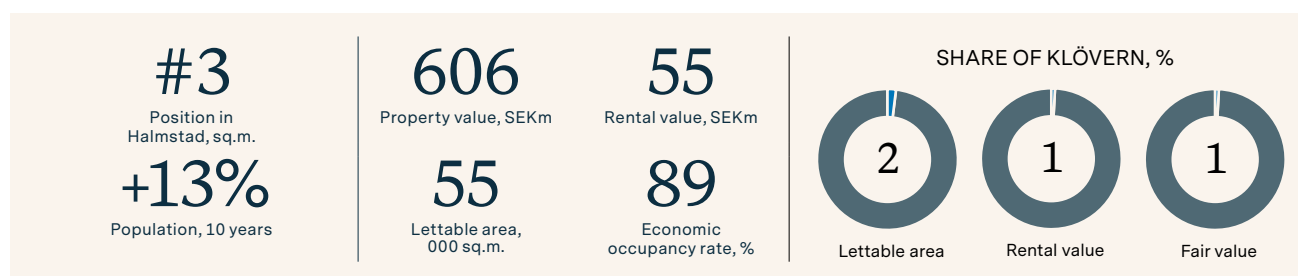 #3
Position in
Halmstad, sq.m.
+13%
Population, 10 years
606
Property value, SEKm
55
Rental value, SEKm
55
Lettable area,
000 sq.m.
89
Economic
occupancy rate, %
SHARE OF KLÖVERN, %
2
Lettable area
1
Rental value
1
Fair value